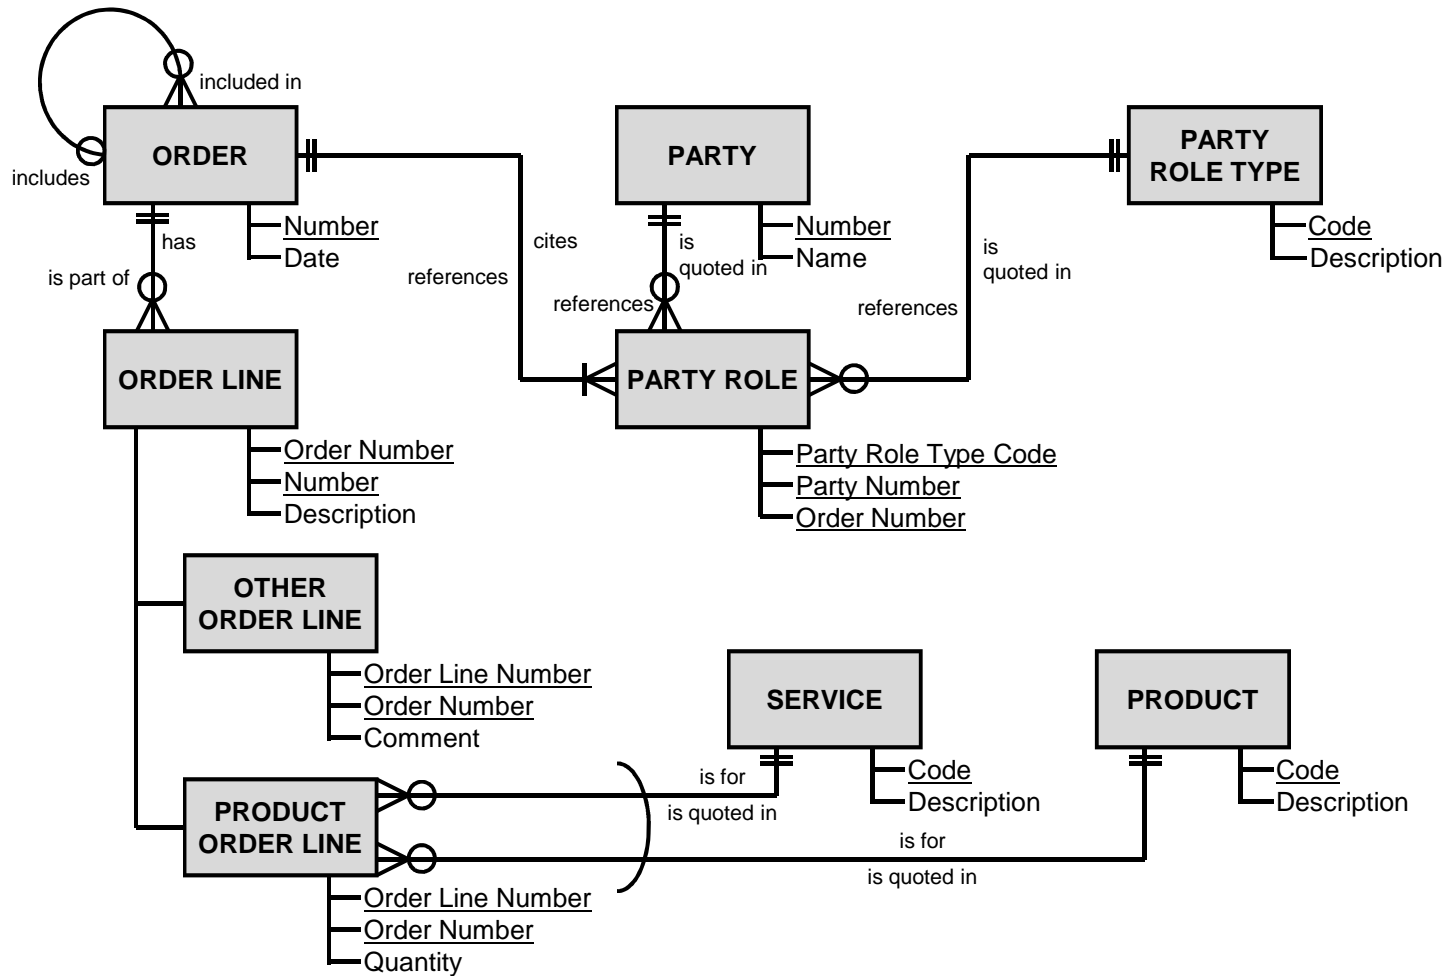 included in
ORDER
PARTY
PARTY
ROLE TYPE
includes
Number
Date
Number
Name
Code
Description
has
is part of
cites
references
is
quoted in
references
is
quoted in
references
ORDER LINE
PARTY ROLE
Order Number
Number
Description
Party Role Type Code
Party Number
Order Number
OTHER
ORDER LINE
Order Line Number
Order Number
Comment
SERVICE
PRODUCT
Code
Description
Code
Description
PRODUCT
ORDER LINE
is for
is quoted in
is for
is quoted in
Order Line Number
Order Number
Quantity